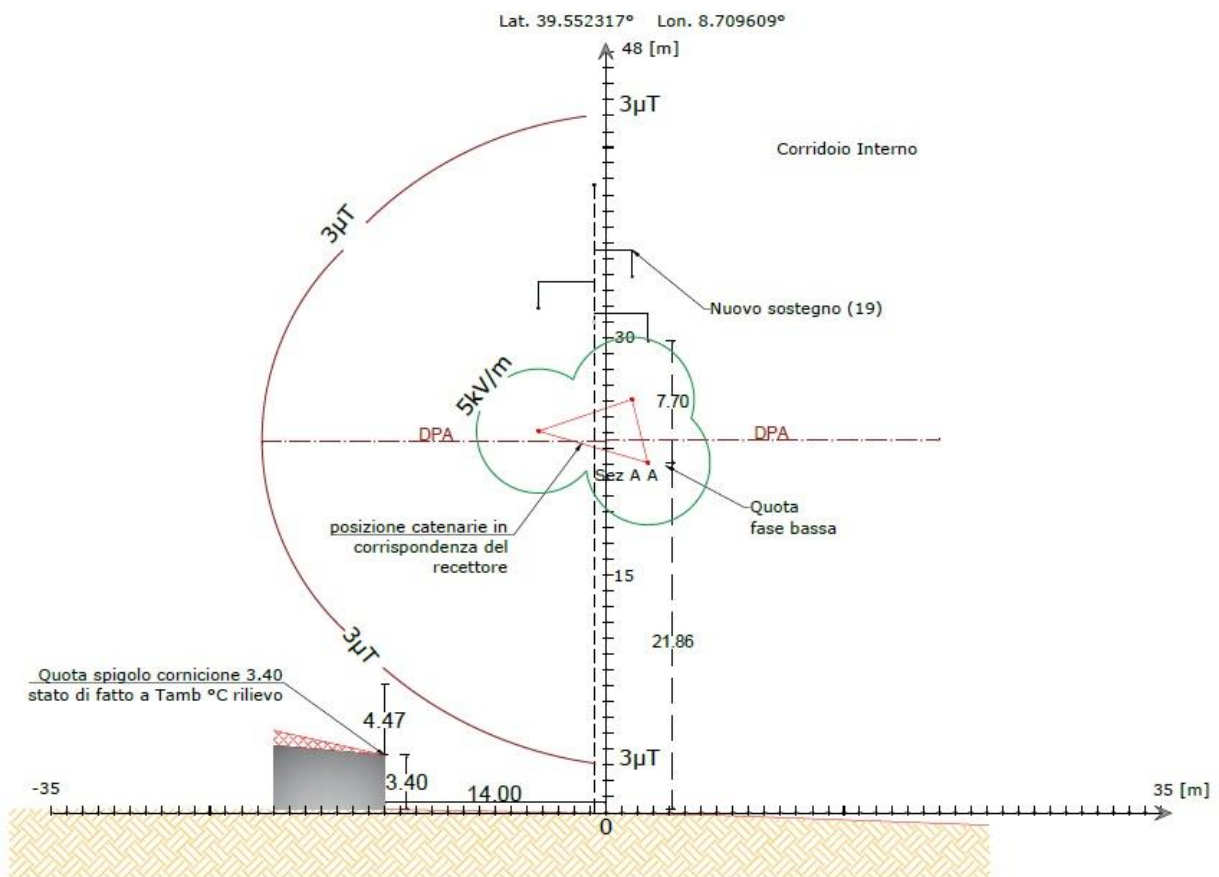 Lat. 39.552317° Lon. 8.709609°
48 [m]
3µT
Corridoio Interno
3µT
Nuovo sostegno (19)
30
5kV/m
7.70
DPA
DPA
Sez A A
Quota
fase bassa
posizione catenarie in
corrispondenza del
recettore
15
21.86
3µT
Quota spigolo cornicione 3.40
stato di fatto a Tamb °C rilievo
4.47
3µT
3.40
14.00
-35
35 [m]
0